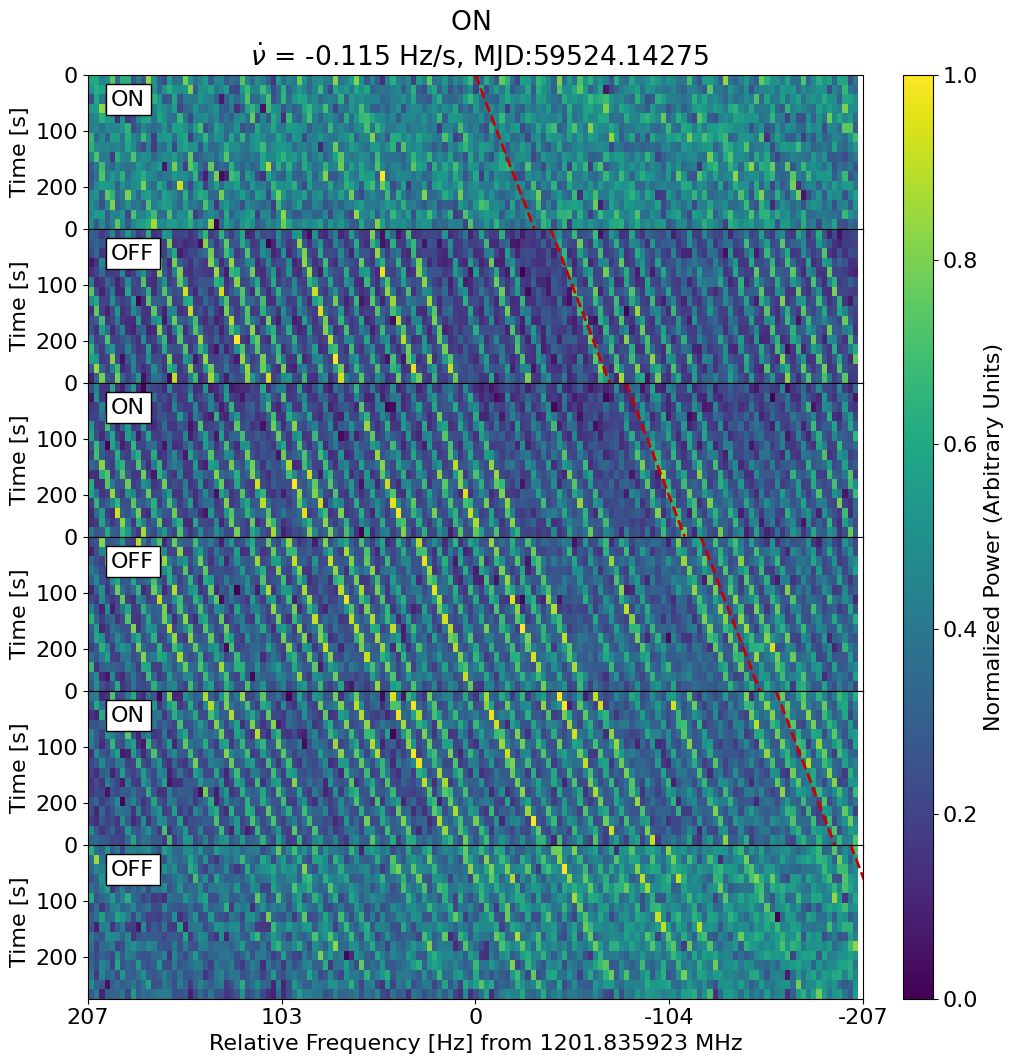 ON
ν̇ = -0.115 Hz/s, MJD:59524.14275
0
100
200
Time [s]
ON
0
100
200
Time [s]
OFF
0
100
200
Time [s]
ON
0
100
200
Time [s]
OFF
0
100
200
Time [s]
ON
0
100
200
Time [s]
OFF
207
103
0
-104
-207
Relative Frequency [Hz] from 1201.835923 MHz
1.0
0.8
0.6
0.4
0.2
0.0
Normalized Power (Arbitrary Units)